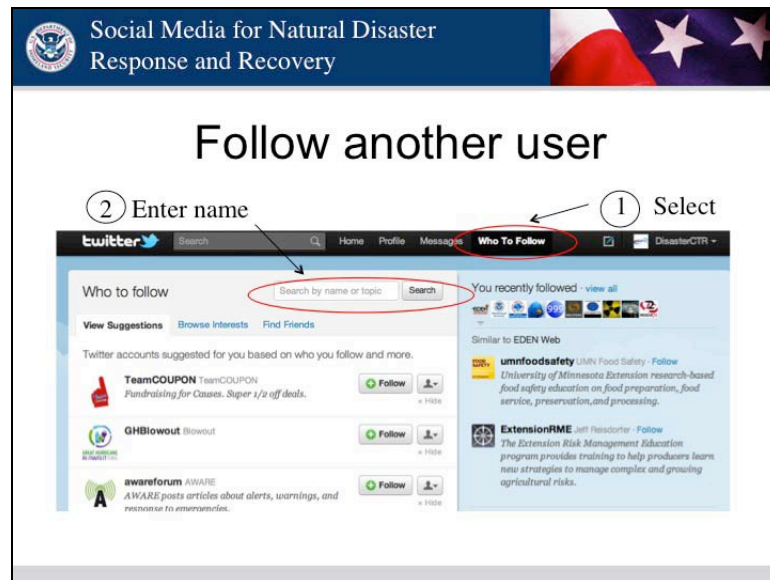 Social Media for Natural Disaster
Response and Recovery
Follow another user
2 Enter name
1 Select
twitter Search Home Profile Messages Who To Follow DisasterCTR
Who to follow Search by name or topic Search
View Suggestions Browse Interests Find Friends
Twitter accounts suggested for you based on who you follow and more.
TeamCOUPON TeamCOUPON
Fundraising for Causes. Super 1/2 off deals.
Follow
× Hide
GHBlowout Blowout
Follow
× Hide
awareforum AWARE
AWARE posts articles about alerts, warnings, and
response to emergencies.
Follow
× Hide
You recently followed · view all
Similar to EDEN Web
umnfoodsafety UMN Food Safety · Follow
University of Minnesota Extension research-based
food safety education on food preparation, food
service, preservation,and processing.
ExtensionRME Jeff Reisdorfer · Follow
The Extension Risk Management Education
program provides training to help producers learn
new strategies to manage complex and growing
agricultural risks.